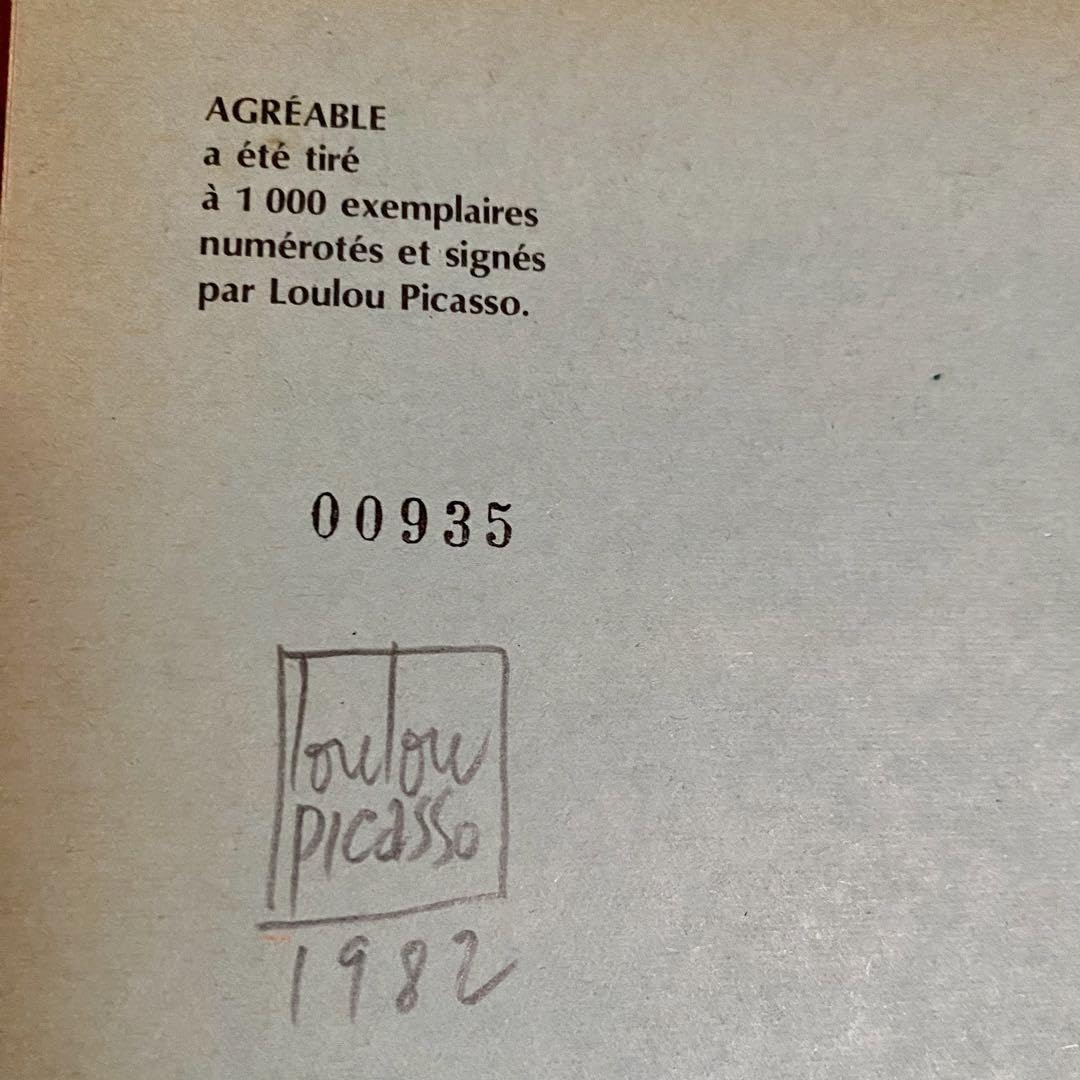 AGRÉABLE
a été tiré
à 1 000 exemplaires
numérotés et signés
par Loulou Picasso.
00935
loulou
picasso
1982